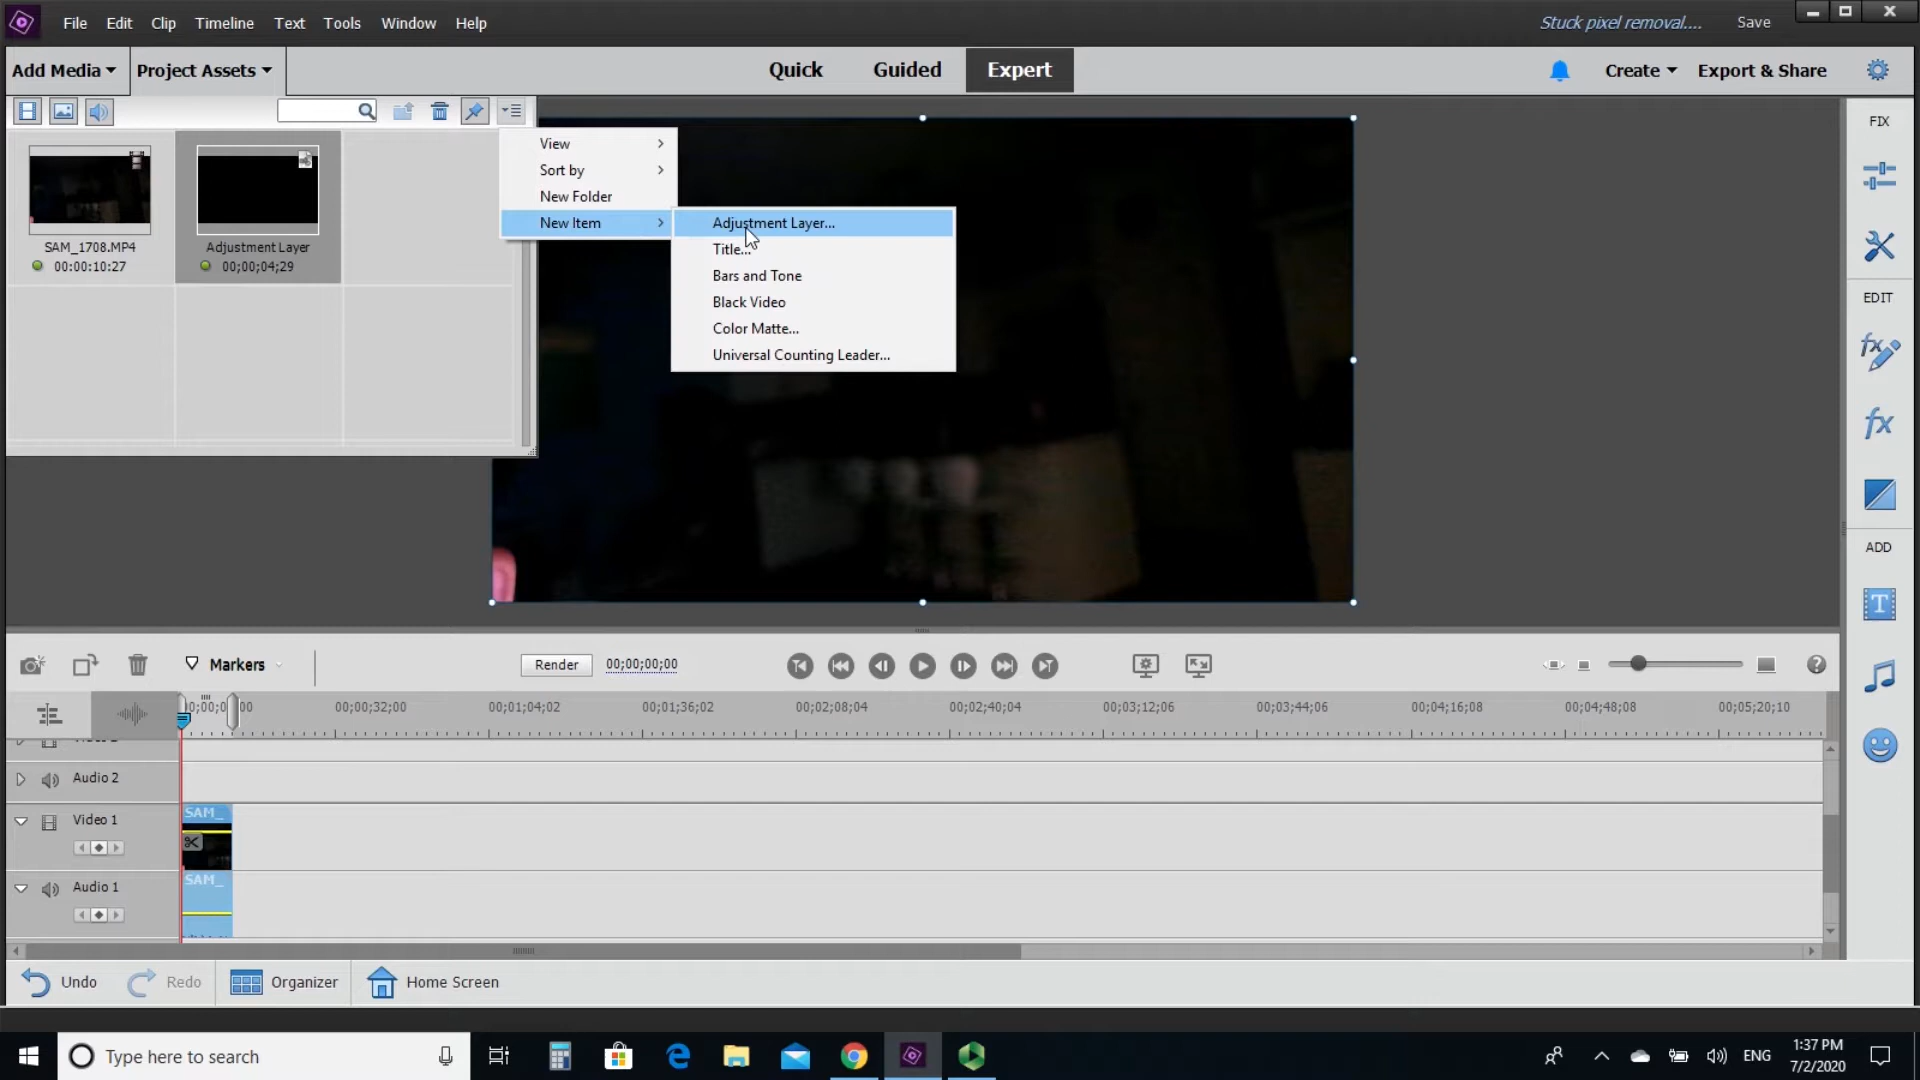 File Edit Clip Timeline Text Tools Window Help
Stuck pixel removal.... Save
Add Media Project Assets
Quick Guided Expert
Create Export & Share
FIX
View
Sort by
New Folder
New Item
Adjustment Layer...
Title...
Bars and Tone
Black Video
Color Matte...
Universal Counting Leader...
SAM_1708.MP4
00:00:10:27
Adjustment Layer
00;00;04;29
EDIT
fx
fx
ADD
T
Markers
Render 00;00;00;00
00;00;32;00 00;01;04;02 00;01;36;02 00;02;08;04 00;02;40;04 00;03;12;06 00;03;44;06 00;04;16;08 00;04;48;08 00;05;20;10
Audio 2
Video 1
SAM_
Audio 1
SAM_
Undo Redo Organizer Home Screen
Type here to search
ENG
1:37 PM
7/2/2020